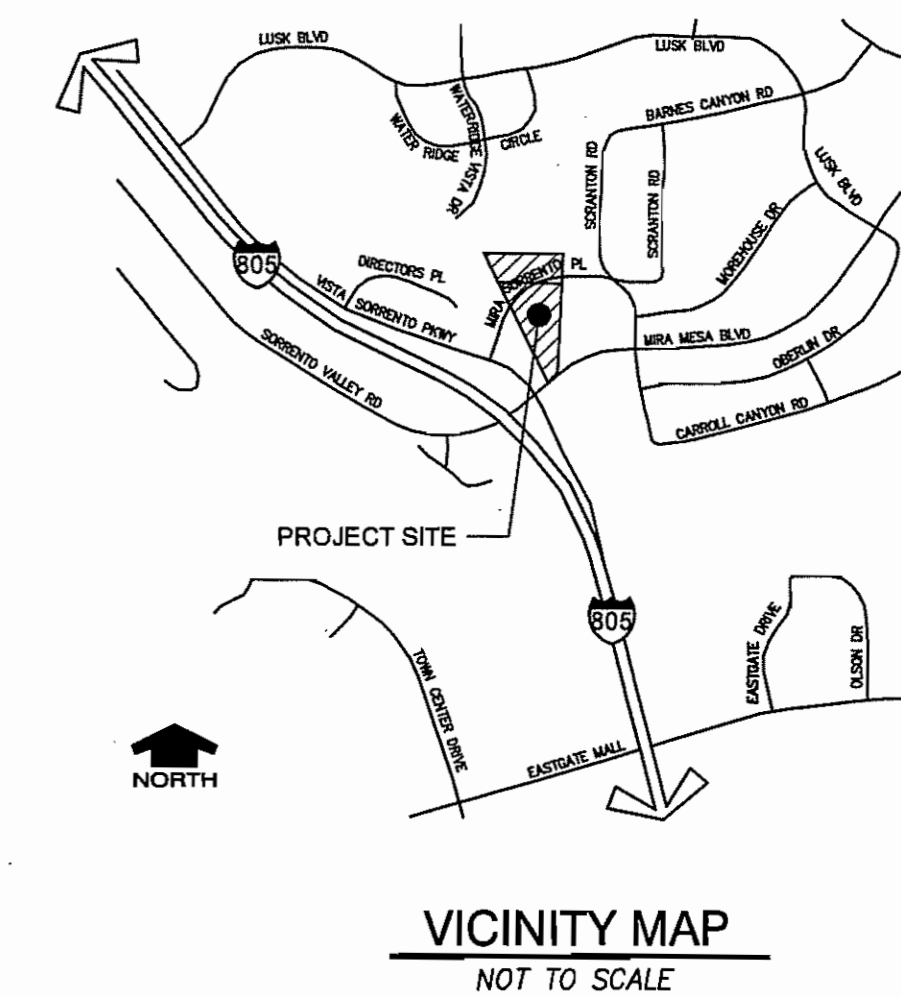 LUSK BLVD
LUSK BLVD
WATERRIDGE VISTA DR
WATER RIDGE
CIRCLE
BARNES CANYON RD
SCRANTON RD
SCRANTON RD
LUSK BLVD
MOREHOUSE DR
805
DIRECTORS PL
VISTA SORRENTO PKWY
MIRA SORRENTO PL
SORRENTO VALLEY RD
MIRA MESA BLVD
OBERLIN DR
CARROLL CANYON RD
PROJECT SITE
805
EASTGATE DRIVE
OLSON DR
TOWN CENTER DRIVE
EASTGATE MALL
NORTH
VICINITY MAP
NOT TO SCALE